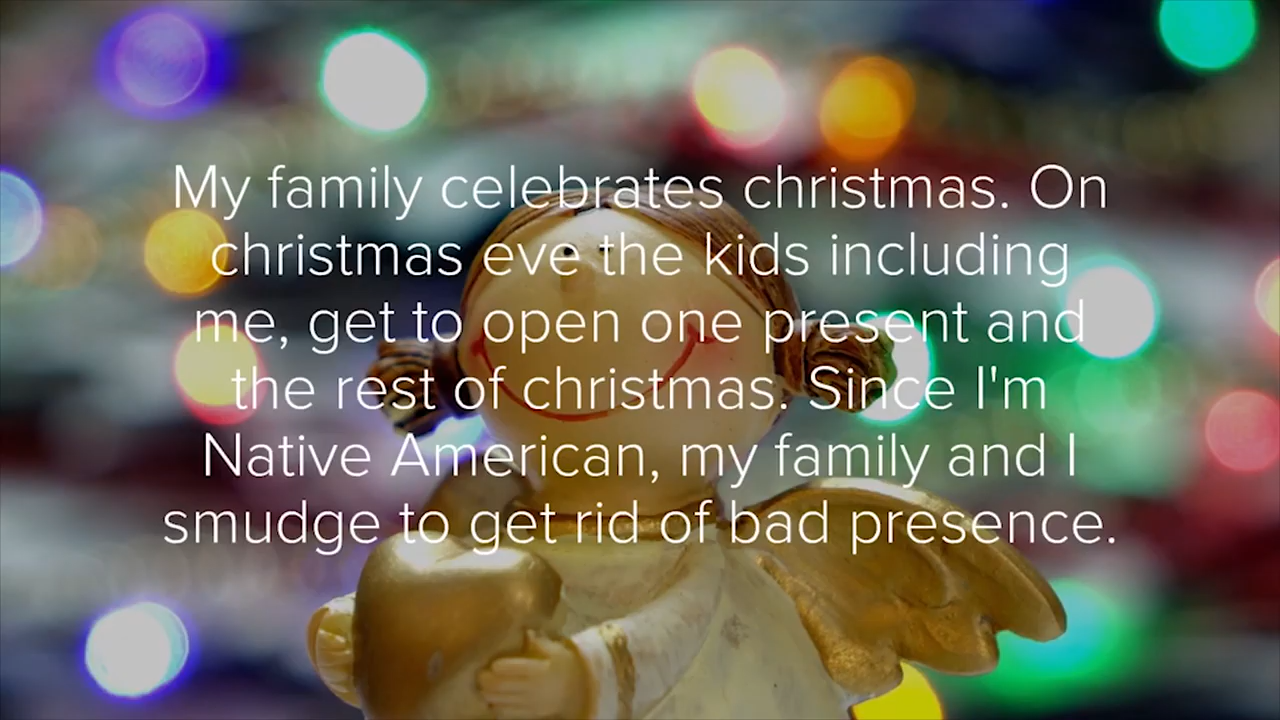 My family celebrates christmas. On
christmas eve the kids including
me, get to open one present and
the rest of christmas. Since I'm
Native American, my family and I
smudge to get rid of bad presence.